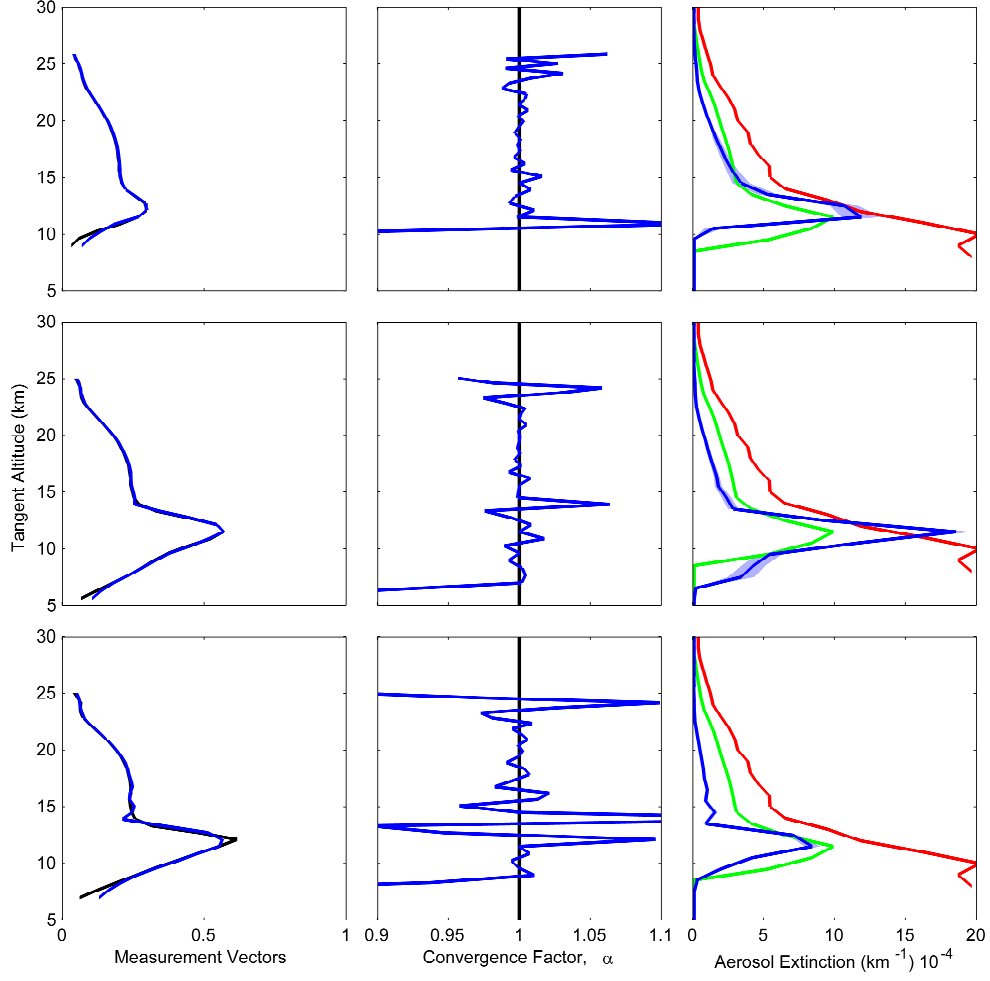 30
25
20
15
10
5
30
25
20
15
10
5
30
25
20
15
10
5
Tangent Altitude (km)
0 0.5 1
0.9 0.95 1 1.05 1.1
0 5 10 15 20
Measurement Vectors
Convergence Factor, α
Aerosol Extinction (km -1) 10-4